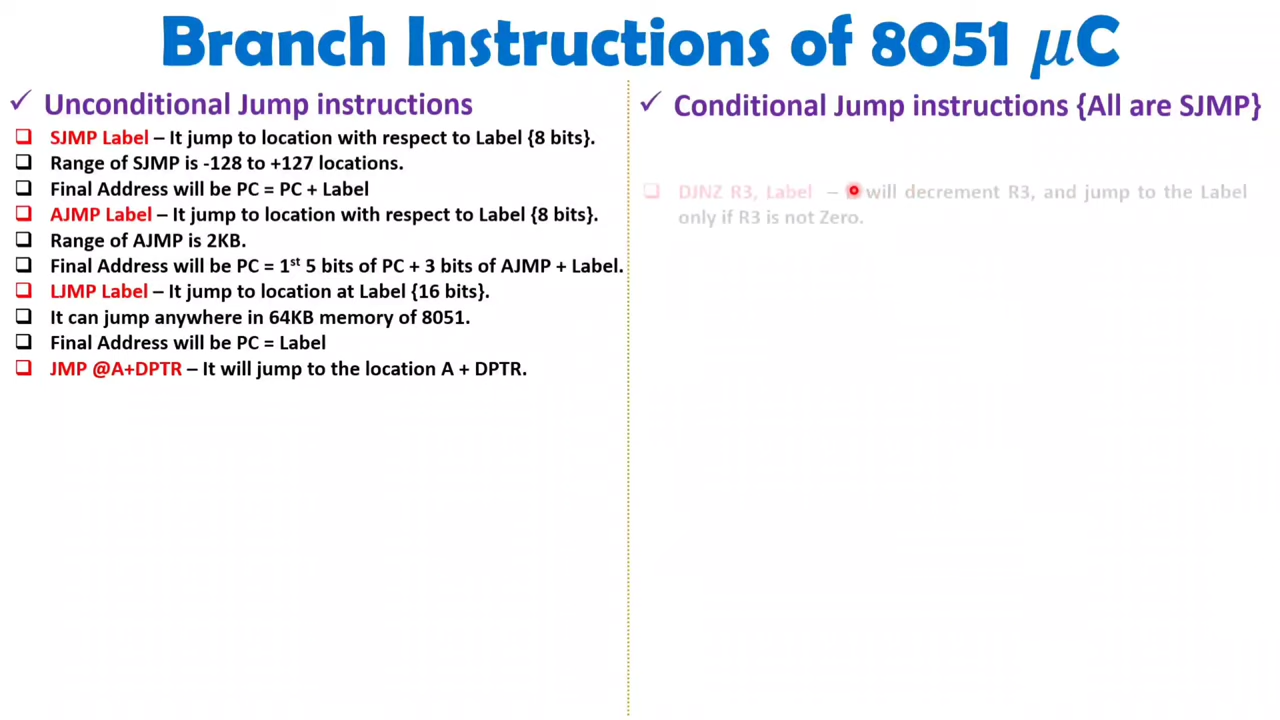 Branch Instructions of 8051 μC
✓ Unconditional Jump instructions
❑ SJMP Label – It jump to location with respect to Label {8 bits}.
❑ Range of SJMP is -128 to +127 locations.
❑ Final Address will be PC = PC + Label
❑ AJMP Label – It jump to location with respect to Label {8 bits}.
❑ Range of AJMP is 2KB.
❑ Final Address will be PC = 1st 5 bits of PC + 3 bits of AJMP + Label.
❑ LJMP Label – It jump to location at Label {16 bits}.
❑ It can jump anywhere in 64KB memory of 8051.
❑ Final Address will be PC = Label
❑ JMP @A+DPTR – It will jump to the location A + DPTR.
✓ Conditional Jump instructions {All are SJMP}
❑ DJNZ R3, Label – will decrement R3, and jump to the Label
only if R3 is not Zero.